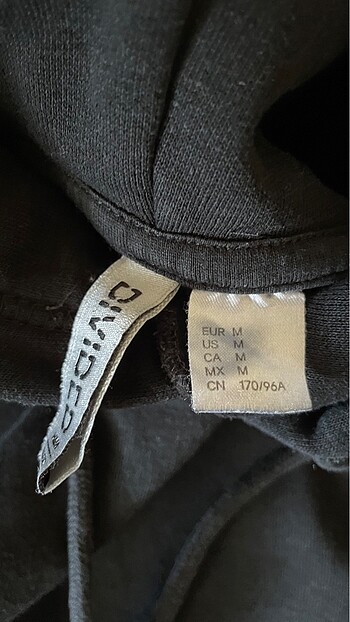 DIVIDED
EUR M
US M
CA M
MX M
CN 170/96A